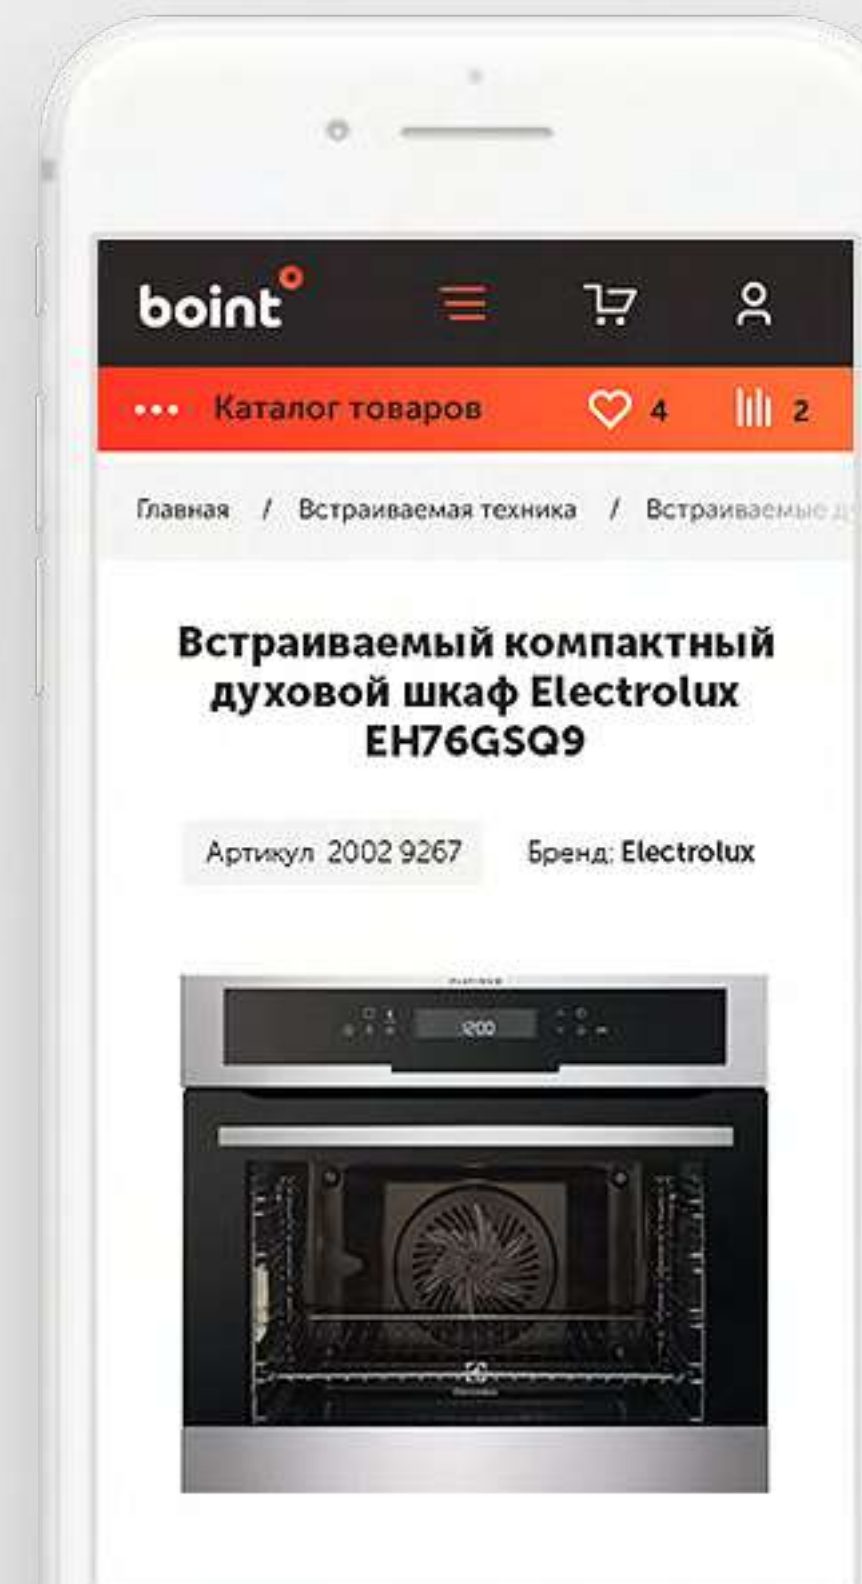 boint
Каталог товаров 4 2
Главная / Встраиваемая техника / Встраиваемые
Встраиваемый компактный
духовой шкаф Electrolux
EH76GSQ9
Артикул 2002 9267 Бренд: Electrolux
1200